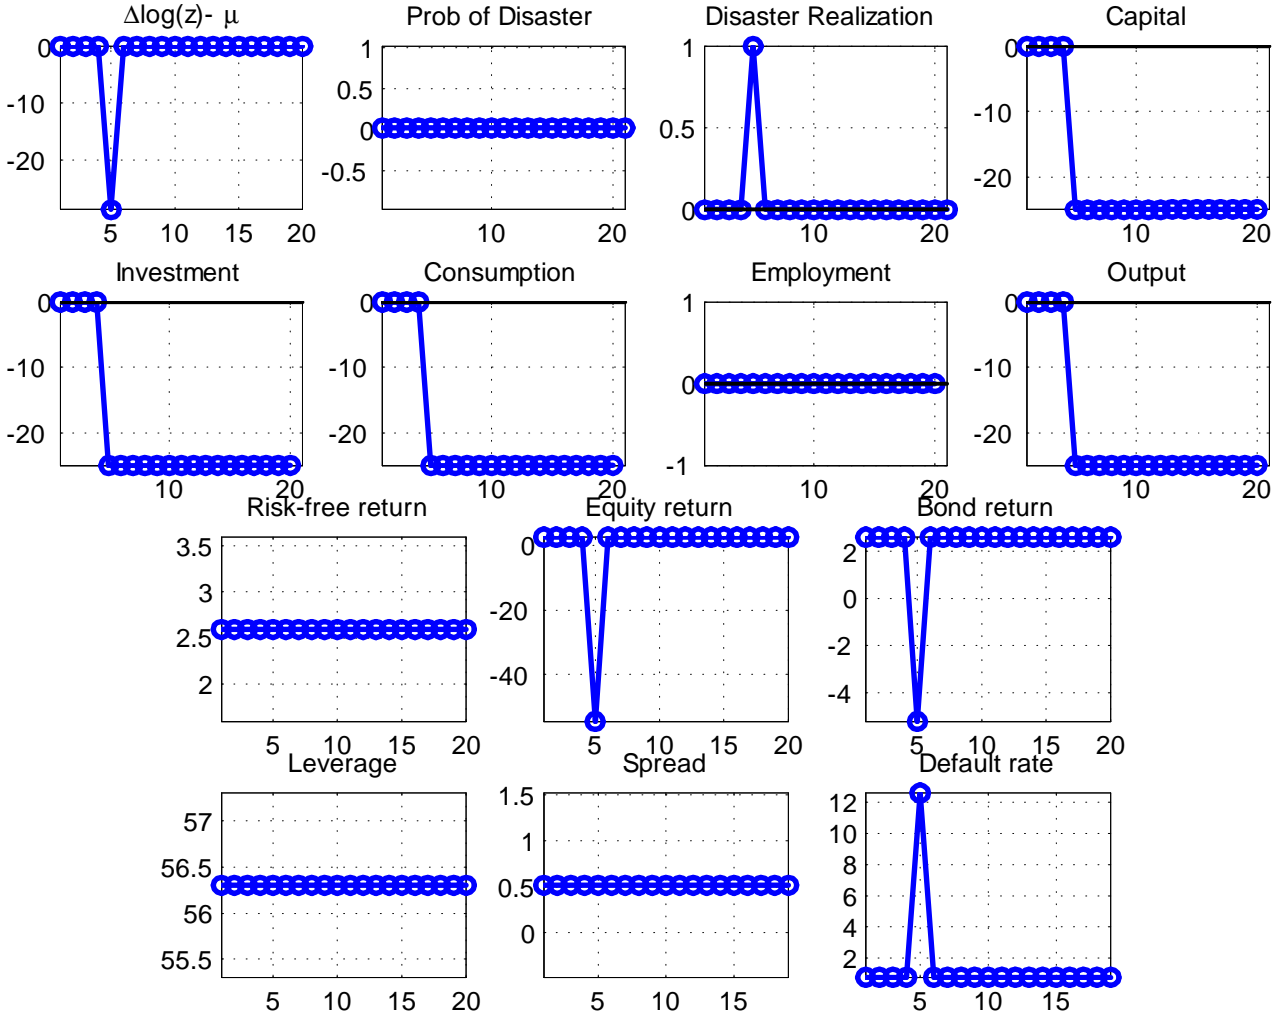 Δlog(z)- μ
Prob of Disaster
Disaster Realization
Capital
0
-10
-20
5 10 15 20
1
0.5
0
-0.5
10 20
1
0.5
0
10 20
0
-10
-20
10 20
Investment
Consumption
Employment
Output
0
-10
-20
10 20
0
-10
-20
10 20
1
0
-1
10 20
0
-10
-20
10 20
Risk-free return
Equity return
Bond return
3.5
3
2.5
2
5 10 15 20
0
-20
-40
5 10 15 20
2
0
-2
-4
5 10 15 20
Leverage
Spread
Default rate
57
56.5
56
55.5
5 10 15 20
1.5
1
0.5
0
5 10 15
12
10
8
6
4
2
5 10 15